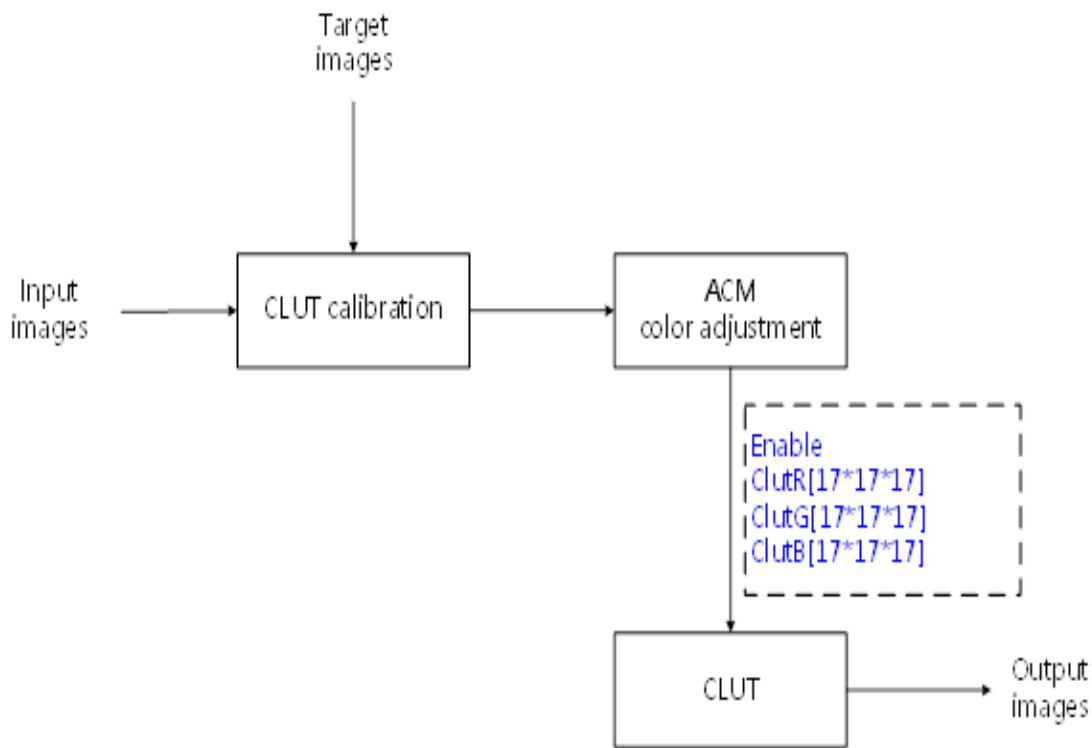 Target
images
Input
images
CLUT calibration
ACM
color adjustment
Enable
ClutR[17*17*17]
ClutG[17*17*17]
ClutB[17*17*17]
CLUT
Output
images